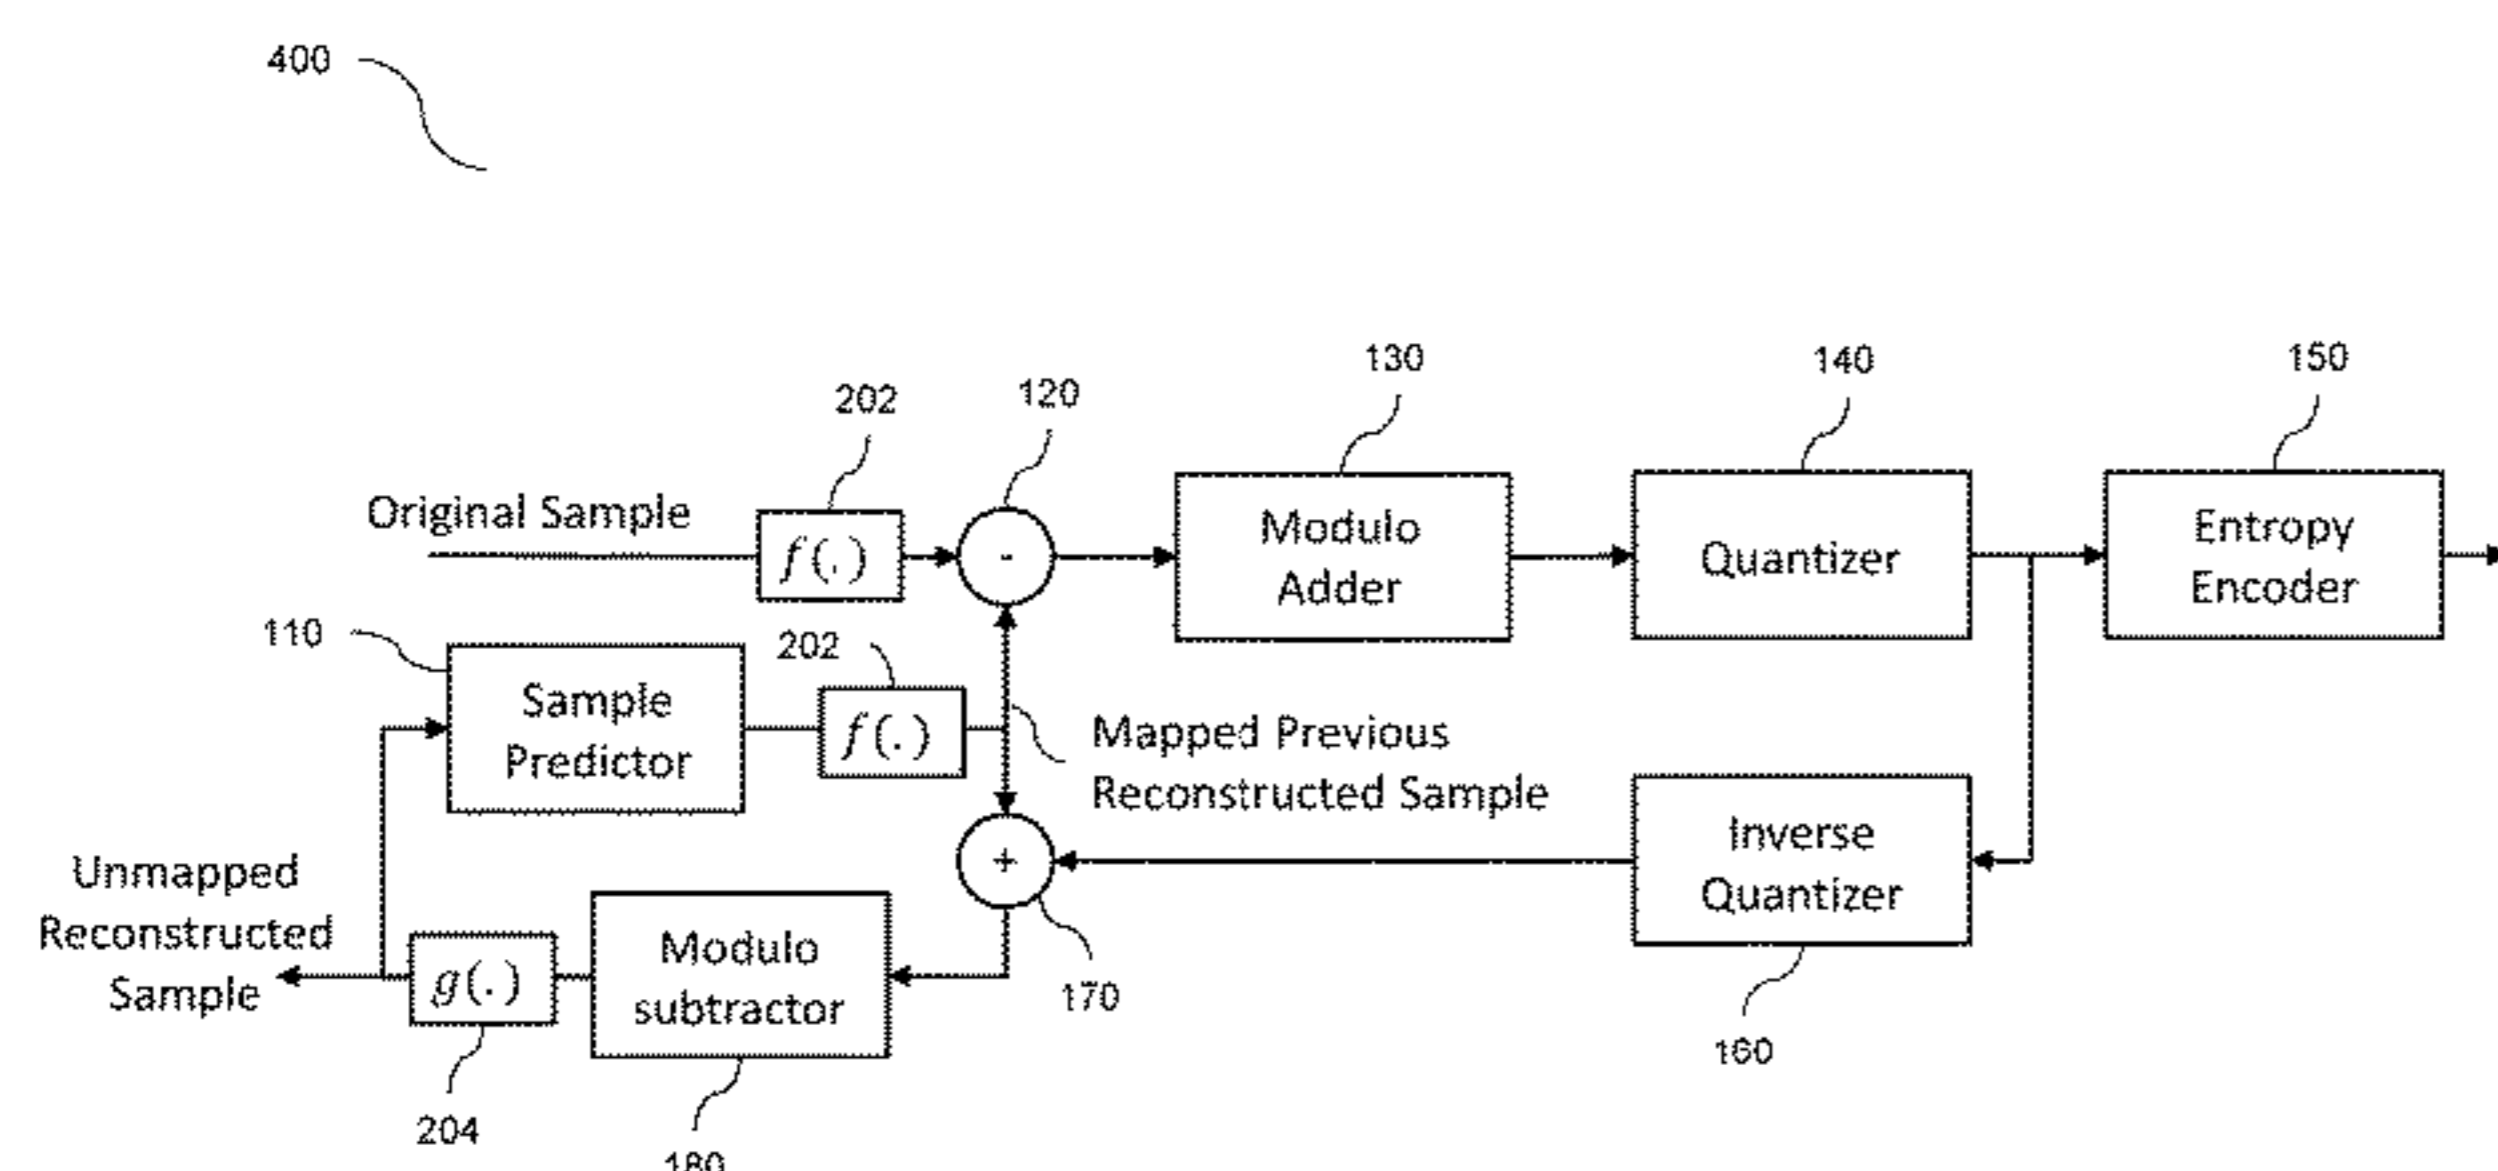 400
130
140
150
202
120
Original Sample
f(.)
-
Modulo
Adder
Quantizer
Entropy
Encoder
110
202
Sample
Predictor
f(.)
Mapped Previous
Reconstructed Sample
Inverse
Quantizer
+
Unmapped
Reconstructed
Sample
g(.)
Modulo
subtractor
170
160
204
180